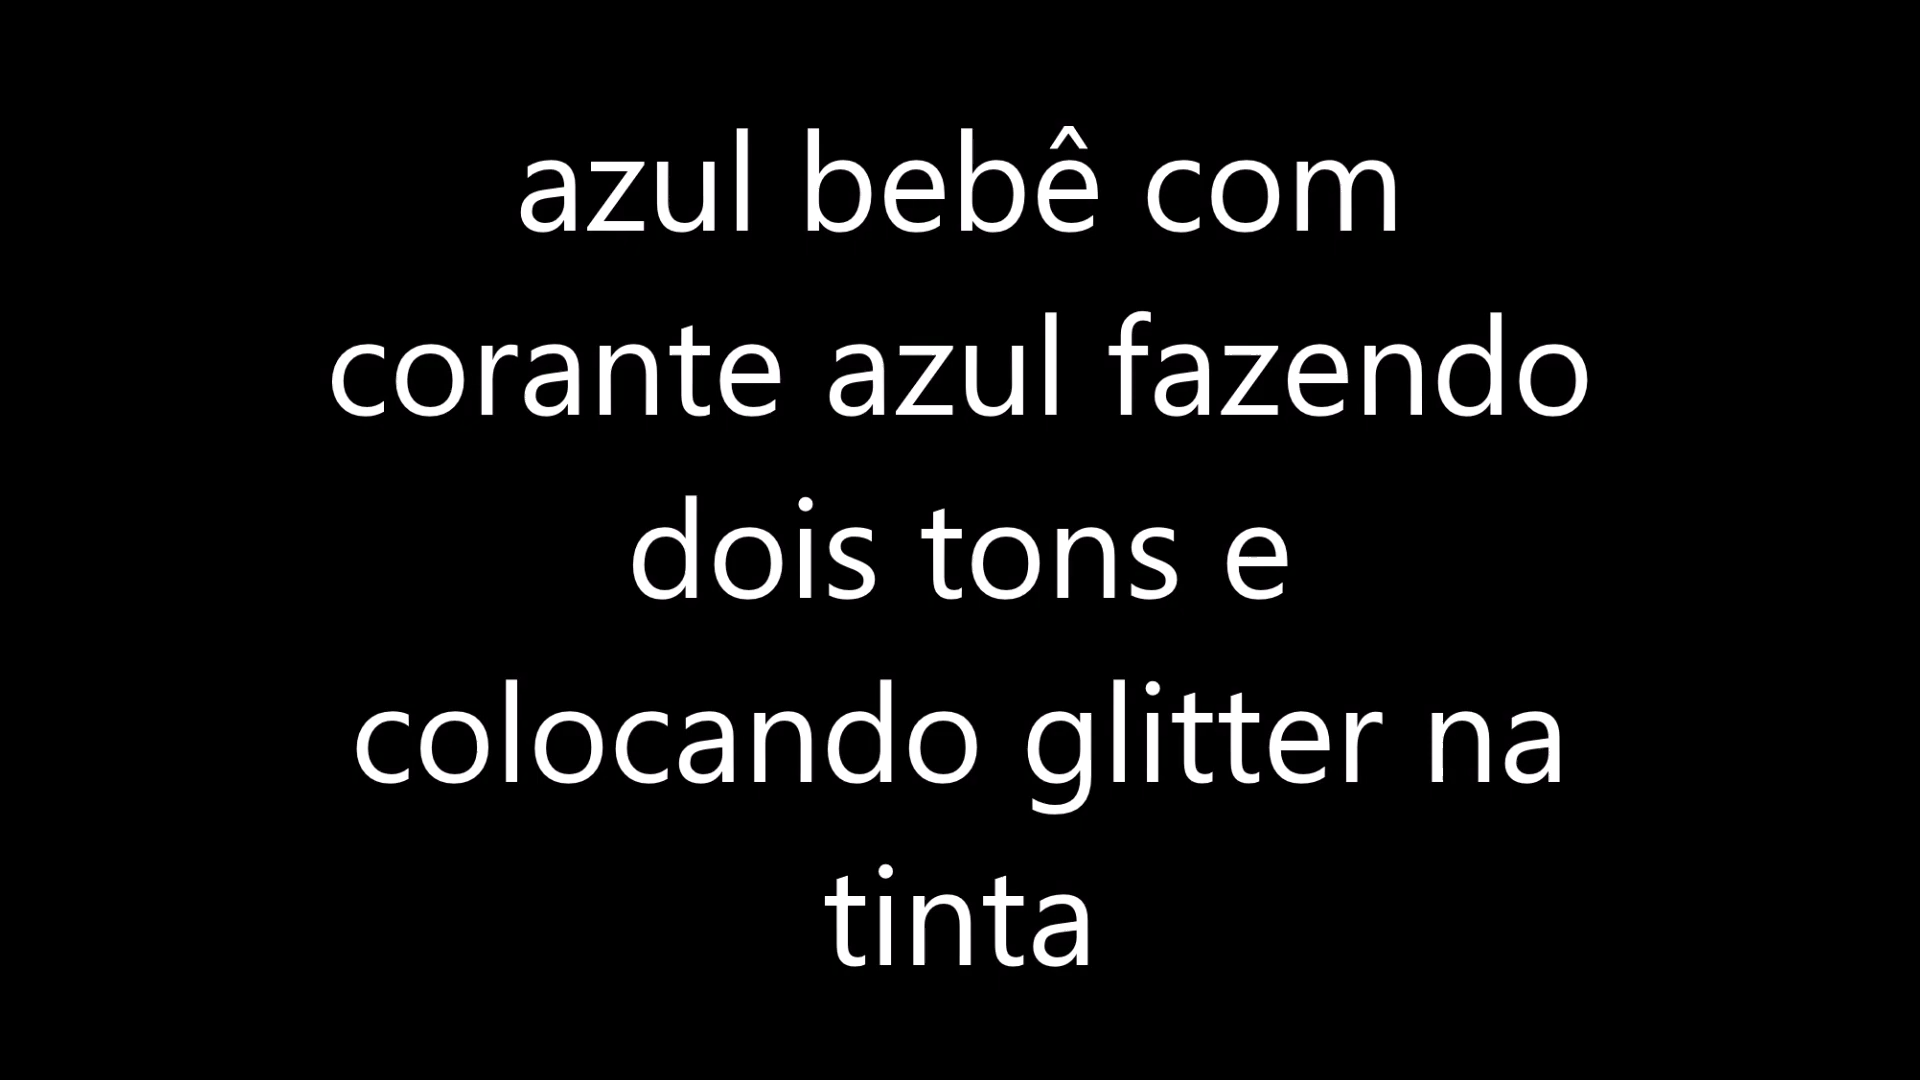 azul bebê com
corante azul fazendo
dois tons e
colocando glitter na
tinta